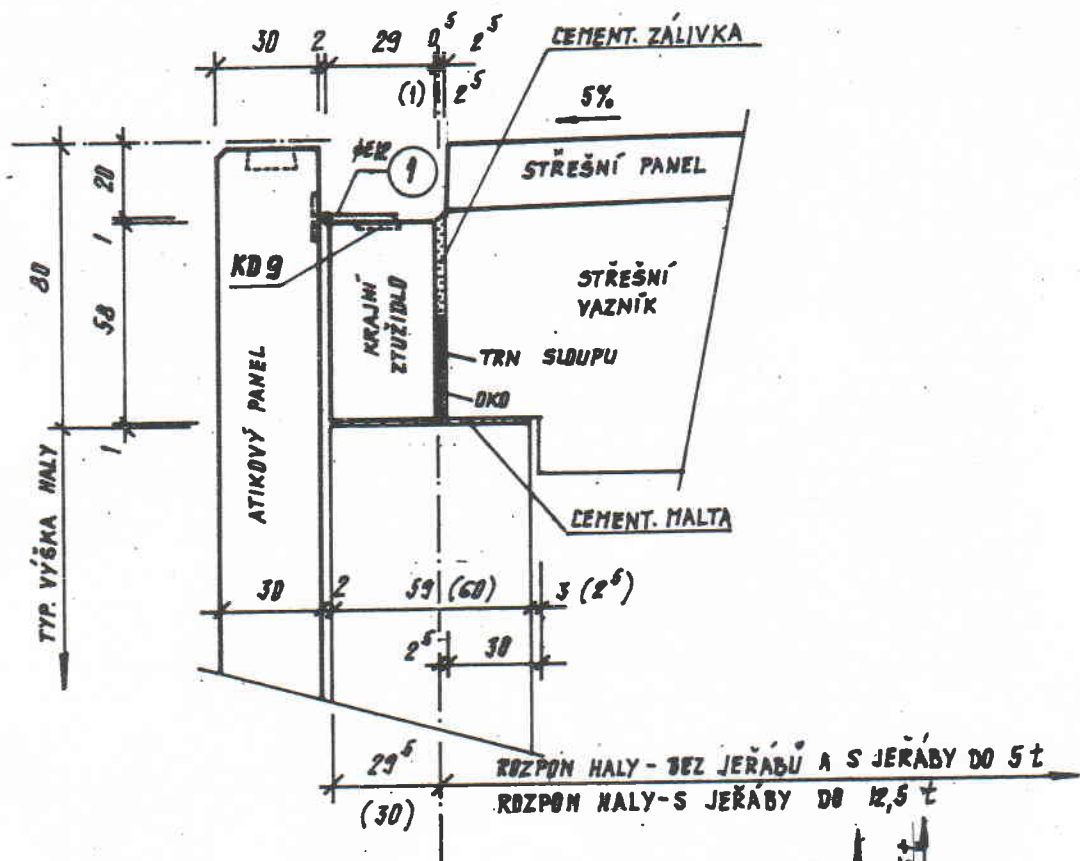 30 2 29 0⁵ 2⁵
(1) 2⁵
CEMENT. ZÁLIVKA
5%
STŘEŠNÍ PANEL
1
20
1
80
58
1
KD 9
KRAJNÍ
ZTUŽIDLO
STŘEŠNÍ
VAZNÍK
TRN SLOUPU
OKO
ATIKOVÝ PANEL
TYP. VÝŠKA HALY
CEMENT. MALTA
30 2 59 (60) 3 (2⁵)
2⁵ 30
29⁵
(30)
ROZPON HALY - BEZ JEŘÁBŮ A S JEŘÁBY DO 5 t
ROZPON HALY - S JEŘÁBY DO 12,5 t